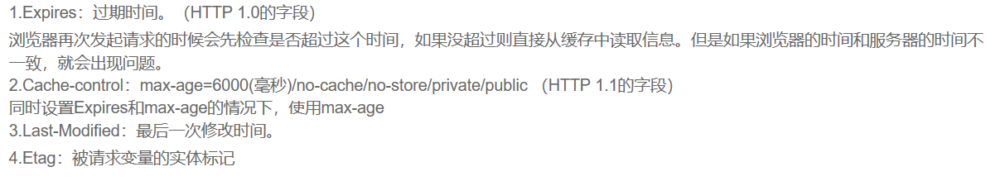 1.Expires：过期时间。（HTTP 1.0的字段）
浏览器再次发起请求的时候会先检查是否超过这个时间，如果没超过则直接从缓存中读取信息。但是如果浏览器的时间和服务器的时间不
一致，就会出现问题。
2.Cache-control：max-age=6000(毫秒)/no-cache/no-store/private/public （HTTP 1.1的字段）
同时设置Expires和max-age的情况下，使用max-age
3.Last-Modified：最后一次修改时间。
4.Etag：被请求变量的实体标记